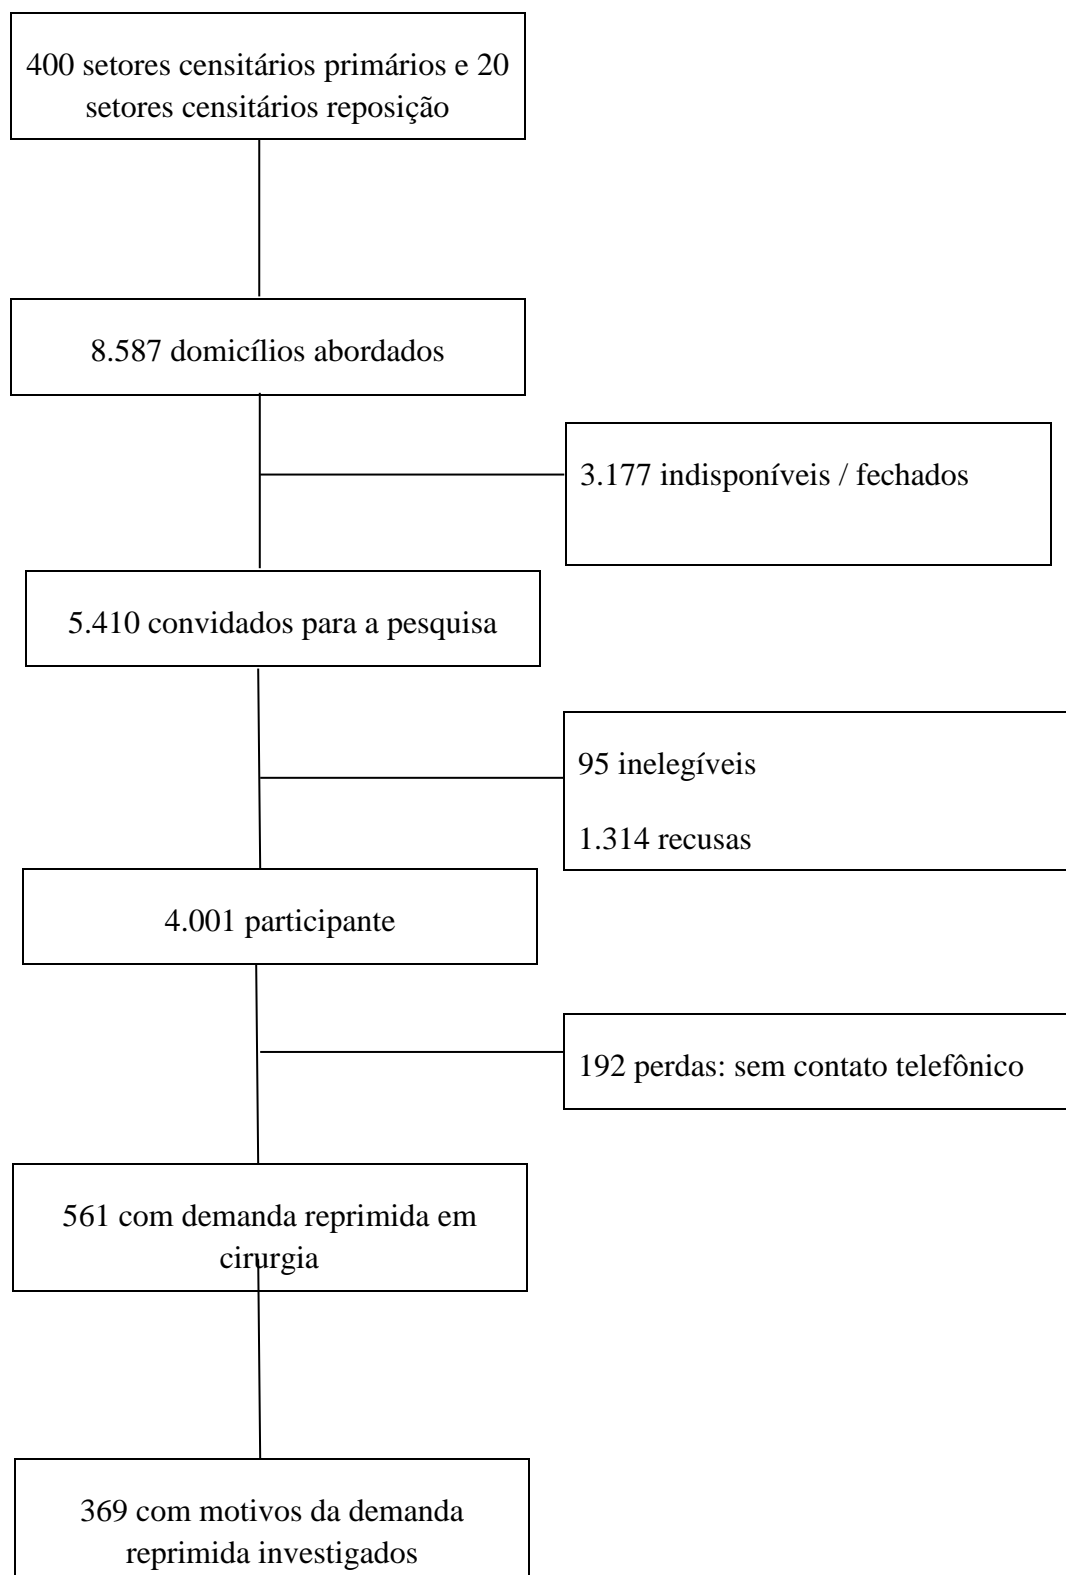 400 setores censitários primários e 20
setores censitários reposição
8.587 domicílios abordados
3.177 indisponíveis / fechados
5.410 convidados para a pesquisa
95 inelegíveis
1.314 recusas
4.001 participante
192 perdas: sem contato telefônico
561 com demanda reprimida em
cirurgia
369 com motivos da demanda
reprimida investigados